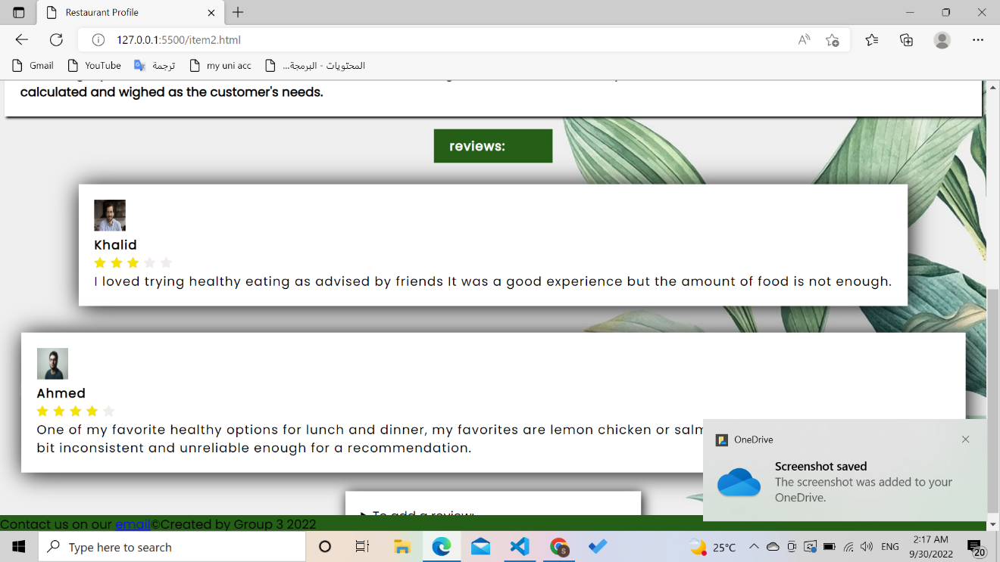 Restaurant Profile
127.0.0.1:5500/item2.html
Gmail
YouTube
ترجمة
my uni acc
المحتويات - البرمجة...
calculated and wighed as the customer's needs.
reviews:
Khalid
I loved trying healthy eating as advised by friends It was a good experience but the amount of food is not enough.
Ahmed
One of my favorite healthy options for lunch and dinner, my favorites are lemon chicken or
bit inconsistent and unreliable enough for a recommendation.
OneDrive
Screenshot saved
The screenshot was added to your
OneDrive.
To add a review:
Contact us on our email©Created by Group 3 2022
Type here to search
25°C
ENG
2:17 AM
9/30/2022
20